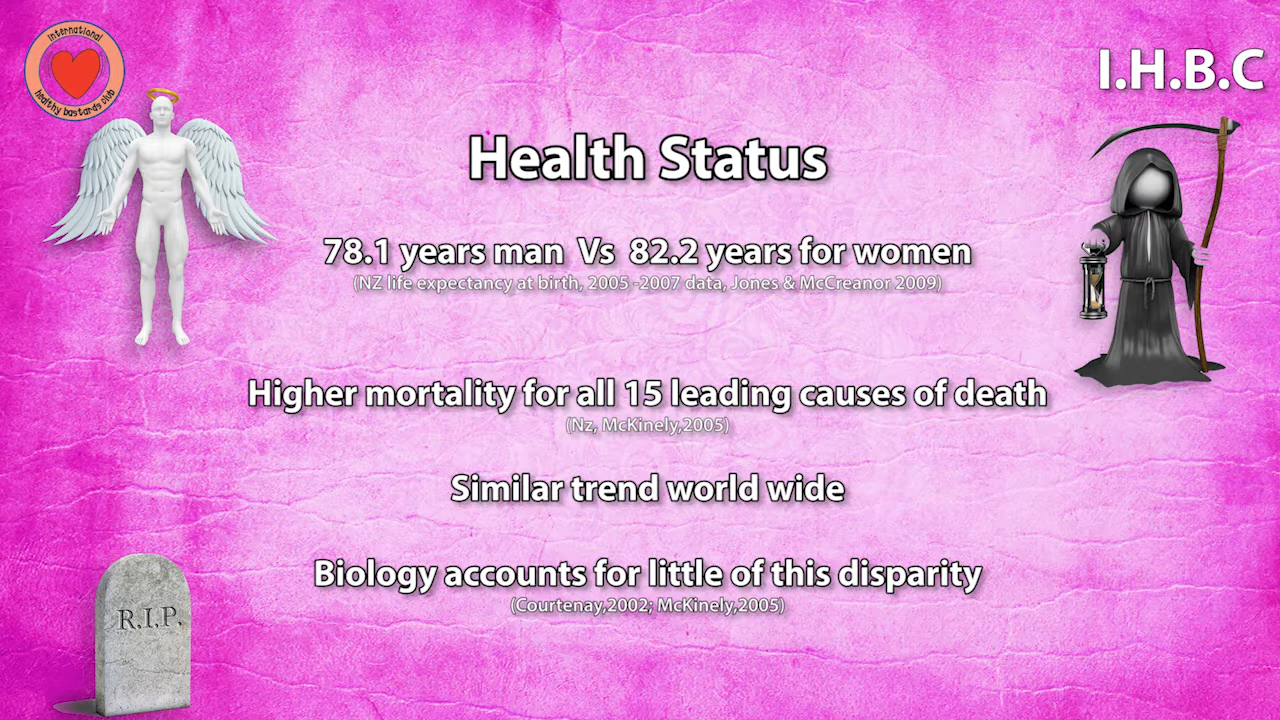 international
healthy bastards club
I.H.B.C
Health Status
78.1 years man Vs 82.2 years for women
(NZ life expectancy at birth, 2005 -2007 data, Jones & McCreanor 2009)
Higher mortality for all 15 leading causes of death
(Nz, McKinely,2005)
Similar trend world wide
Biology accounts for little of this disparity
(Courtenay,2002; McKinely,2005)
R.I.P.